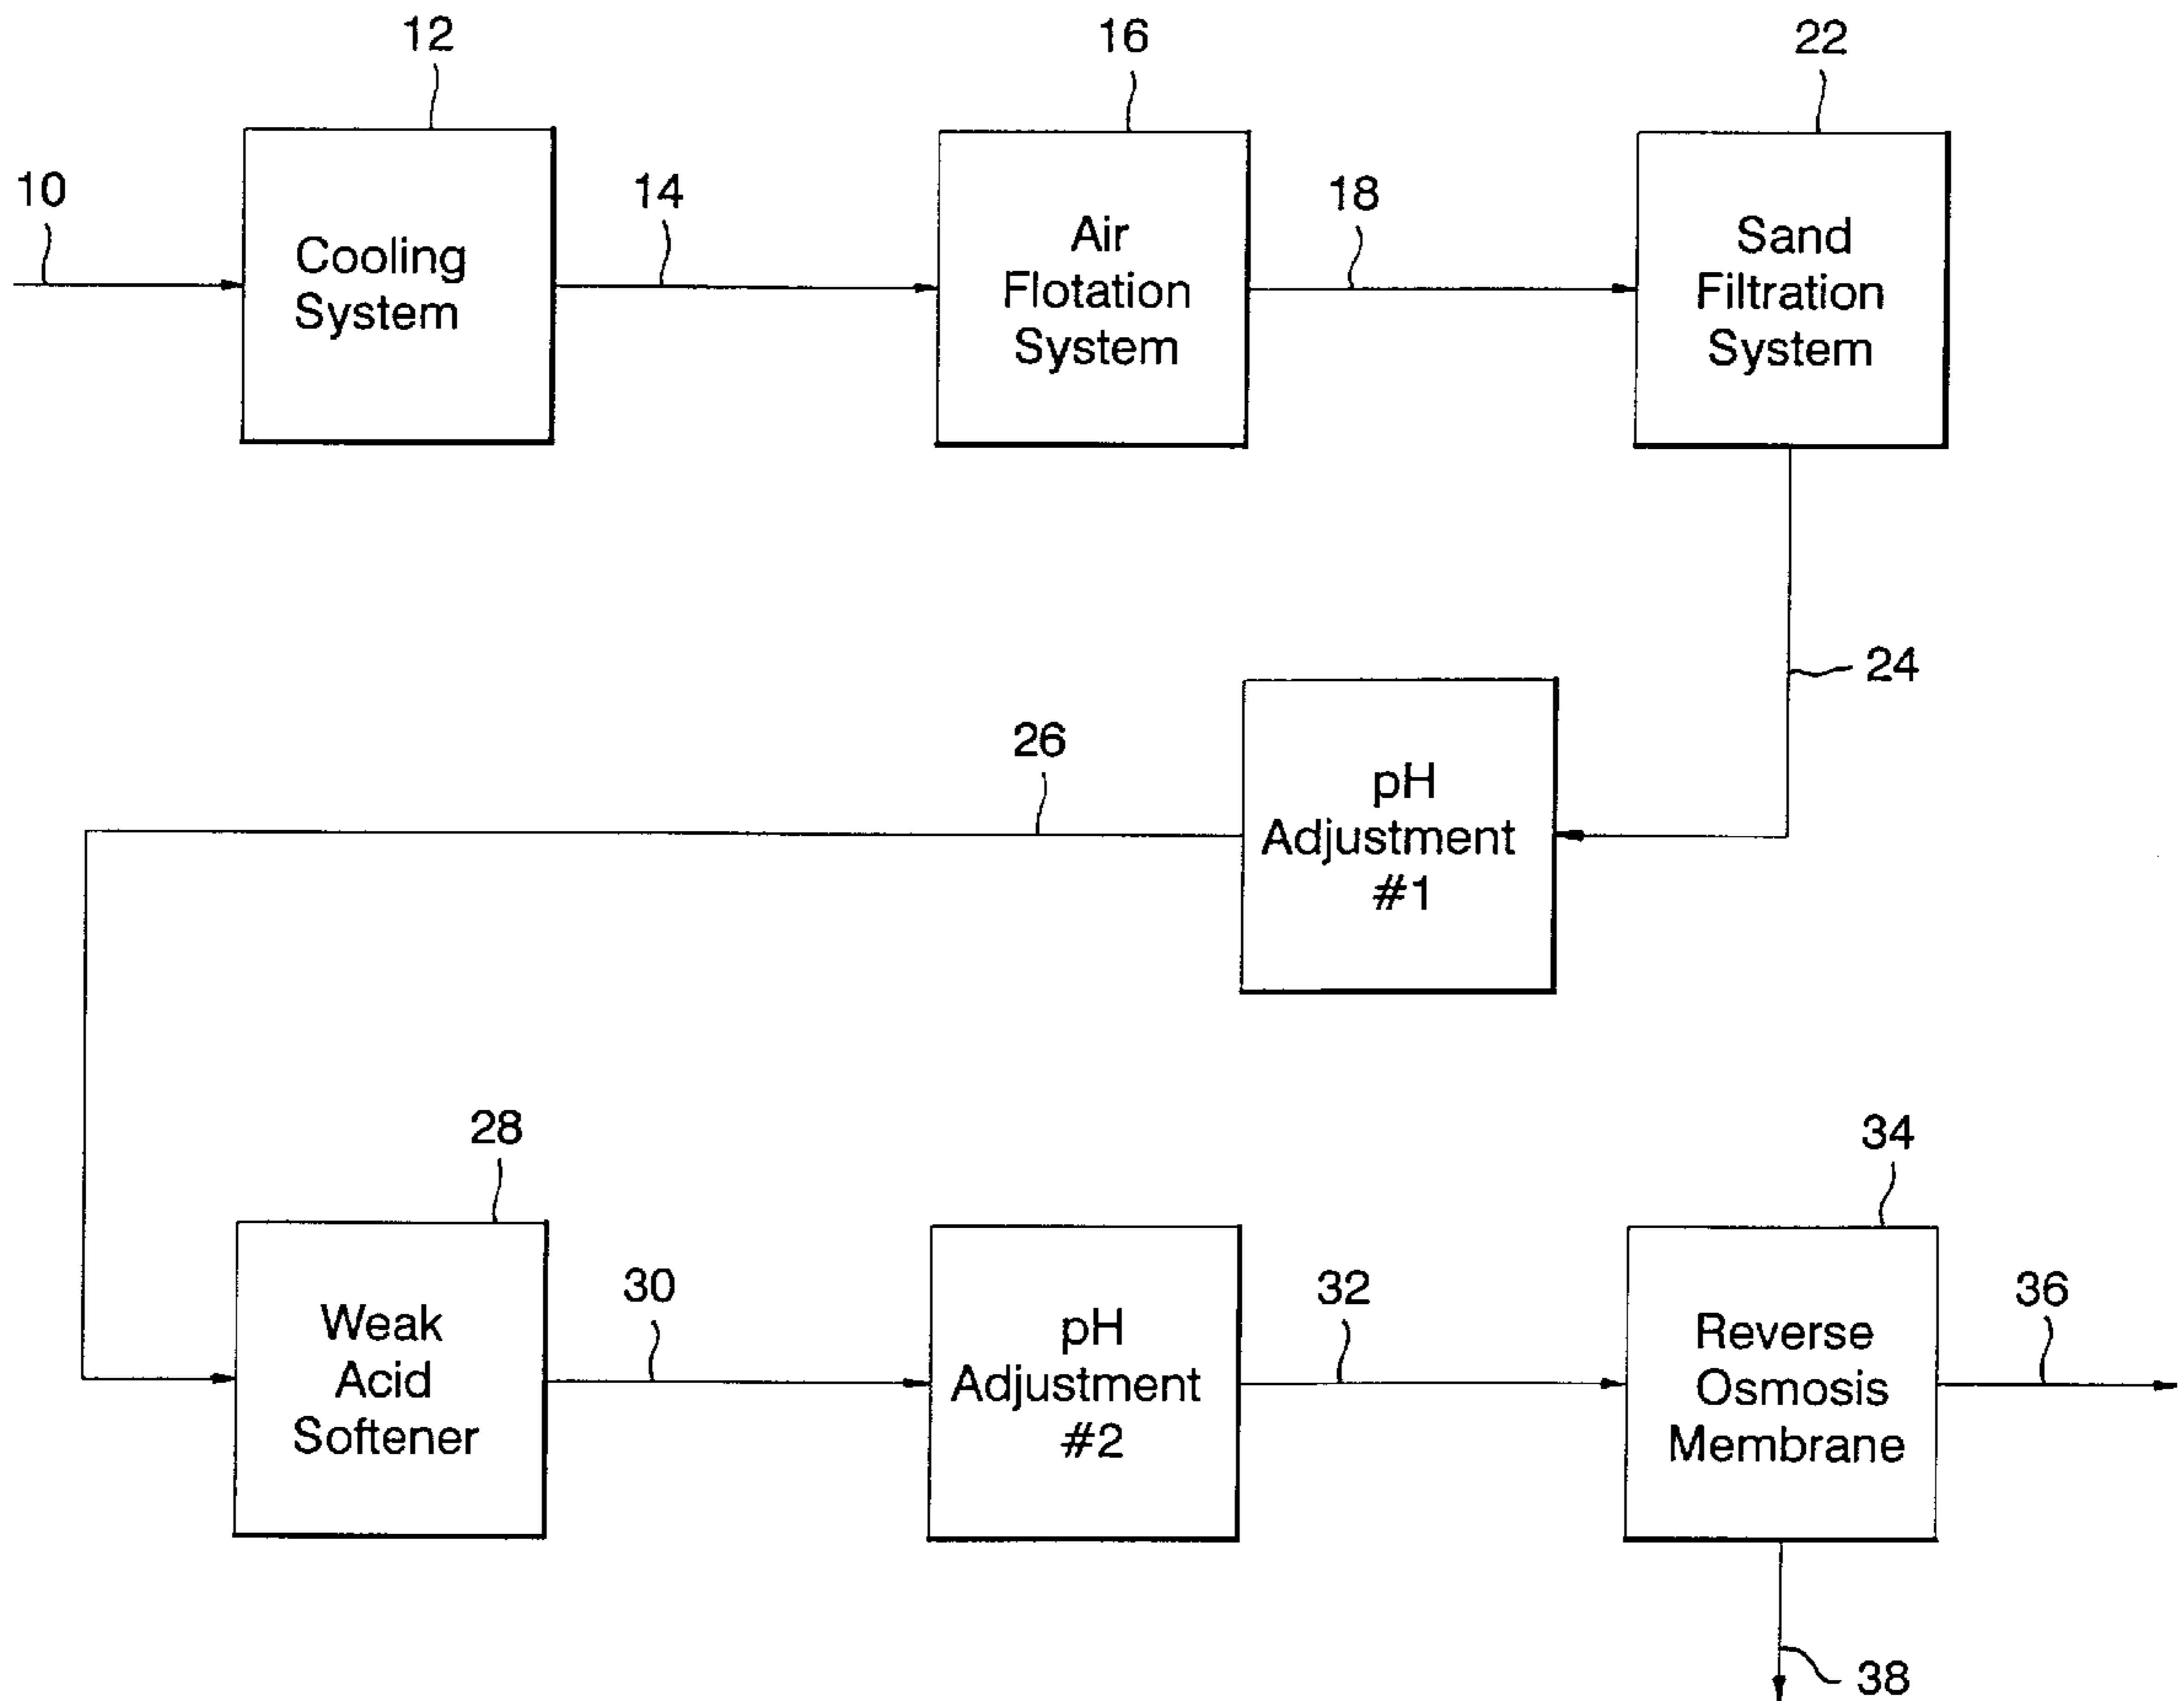 12
16
22
10
14
18
Cooling
System
Air
Flotation
System
Sand
Filtration
System
24
26
pH
Adjustment
#1
28
34
30
32
36
Weak
Acid
Softener
pH
Adjustment
#2
Reverse
Osmosis
Membrane
38